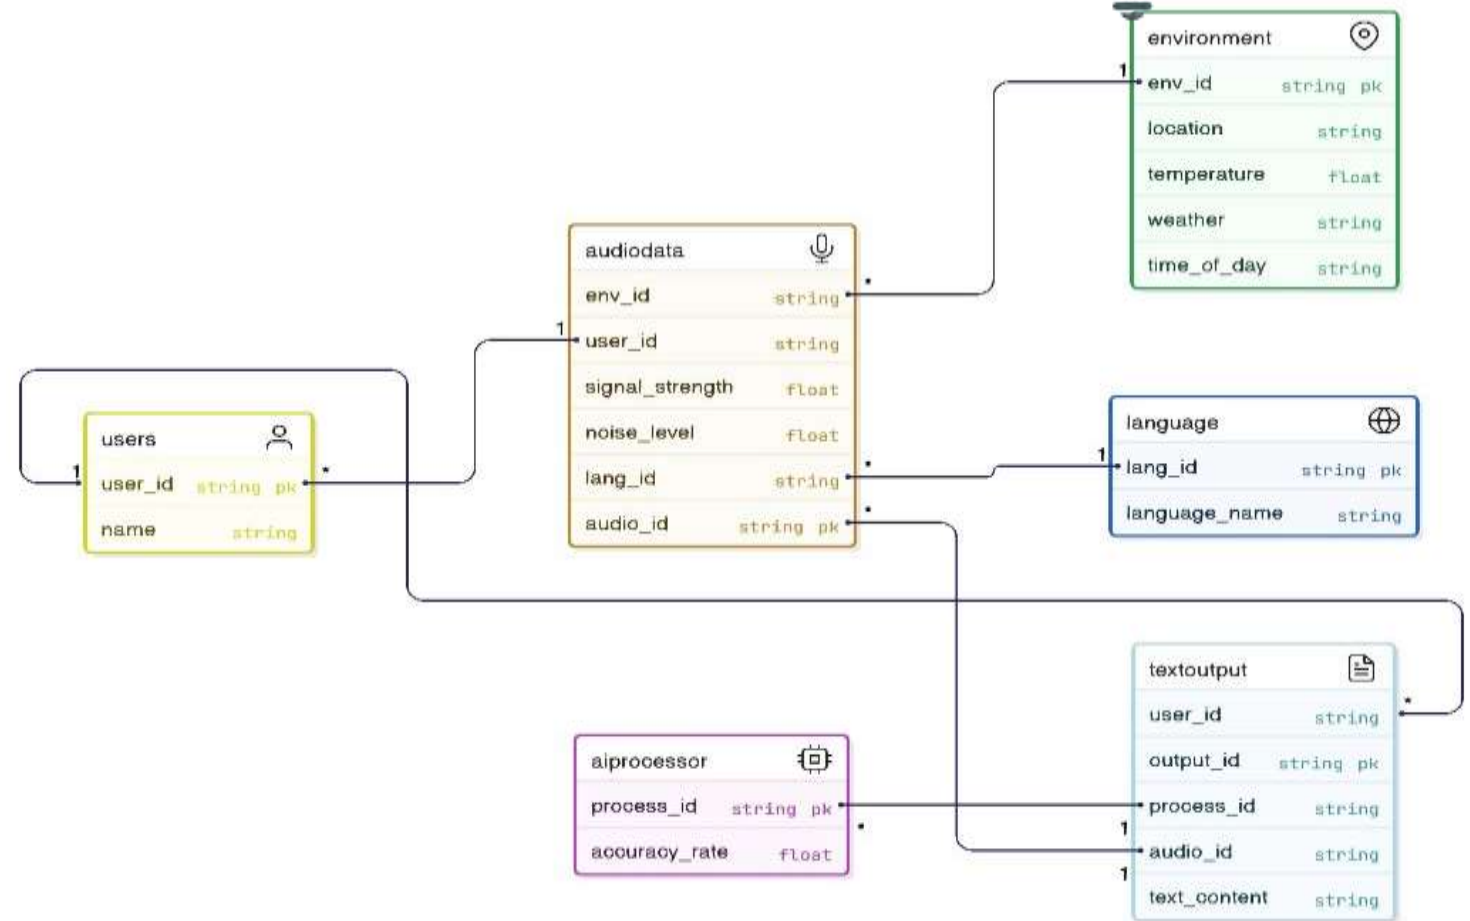 environment
env_id string pk
location string
temperature float
weather string
time_of_day string
audiodata
env_id string
user_id string
signal_strength float
noise_level float
lang_id string
audio_id string pk
users
user_id string pk
name string
language
lang_id string pk
language_name string
textoutput
user_id string
output_id string pk
process_id string
audio_id string
text_content string
aiprocessor
process_id string pk
accuracy_rate float
1
*
1
*
1
*
*
1
1
*
*
1
1